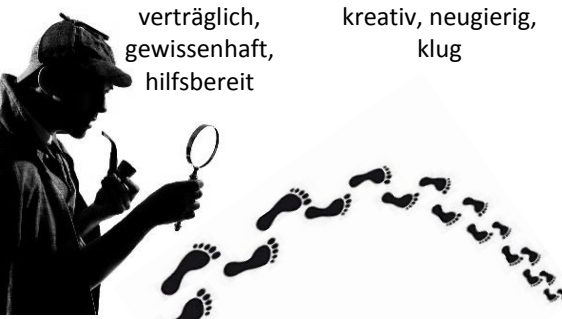 verträglich,
gewissenhaft,
hilfsbereit
kreativ, neugierig,
klug